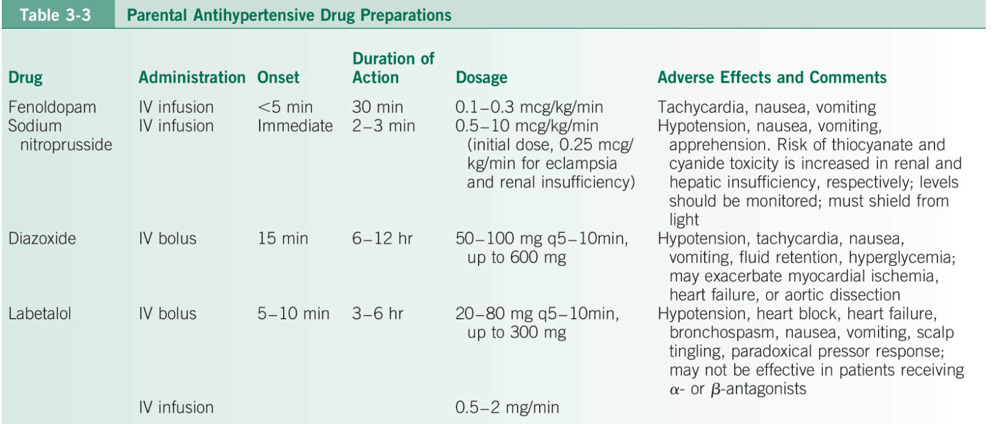 Table 3-3 Parental Antihypertensive Drug Preparations
Duration of
Drug Administration Onset Action Dosage Adverse Effects and Comments
Fenoldopam IV infusion <5 min 30 min 0.1–0.3 mcg/kg/min Tachycardia, nausea, vomiting
Sodium IV infusion Immediate 2–3 min 0.5–10 mcg/kg/min Hypotension, nausea, vomiting,
nitroprusside (initial dose, 0.25 mcg/ apprehension. Risk of thiocyanate and
kg/min for eclampsia cyanide toxicity is increased in renal and
and renal insufficiency) hepatic insufficiency, respectively; levels
should be monitored; must shield from
light
Diazoxide IV bolus 15 min 6–12 hr 50–100 mg q5–10min, Hypotension, tachycardia, nausea,
up to 600 mg vomiting, fluid retention, hyperglycemia;
may exacerbate myocardial ischemia,
heart failure, or aortic dissection
Labetalol IV bolus 5–10 min 3–6 hr 20–80 mg q5–10min, Hypotension, heart block, heart failure,
up to 300 mg bronchospasm, nausea, vomiting, scalp
tingling, paradoxical pressor response;
may not be effective in patients receiving
α- or β-antagonists
IV infusion 0.5–2 mg/min